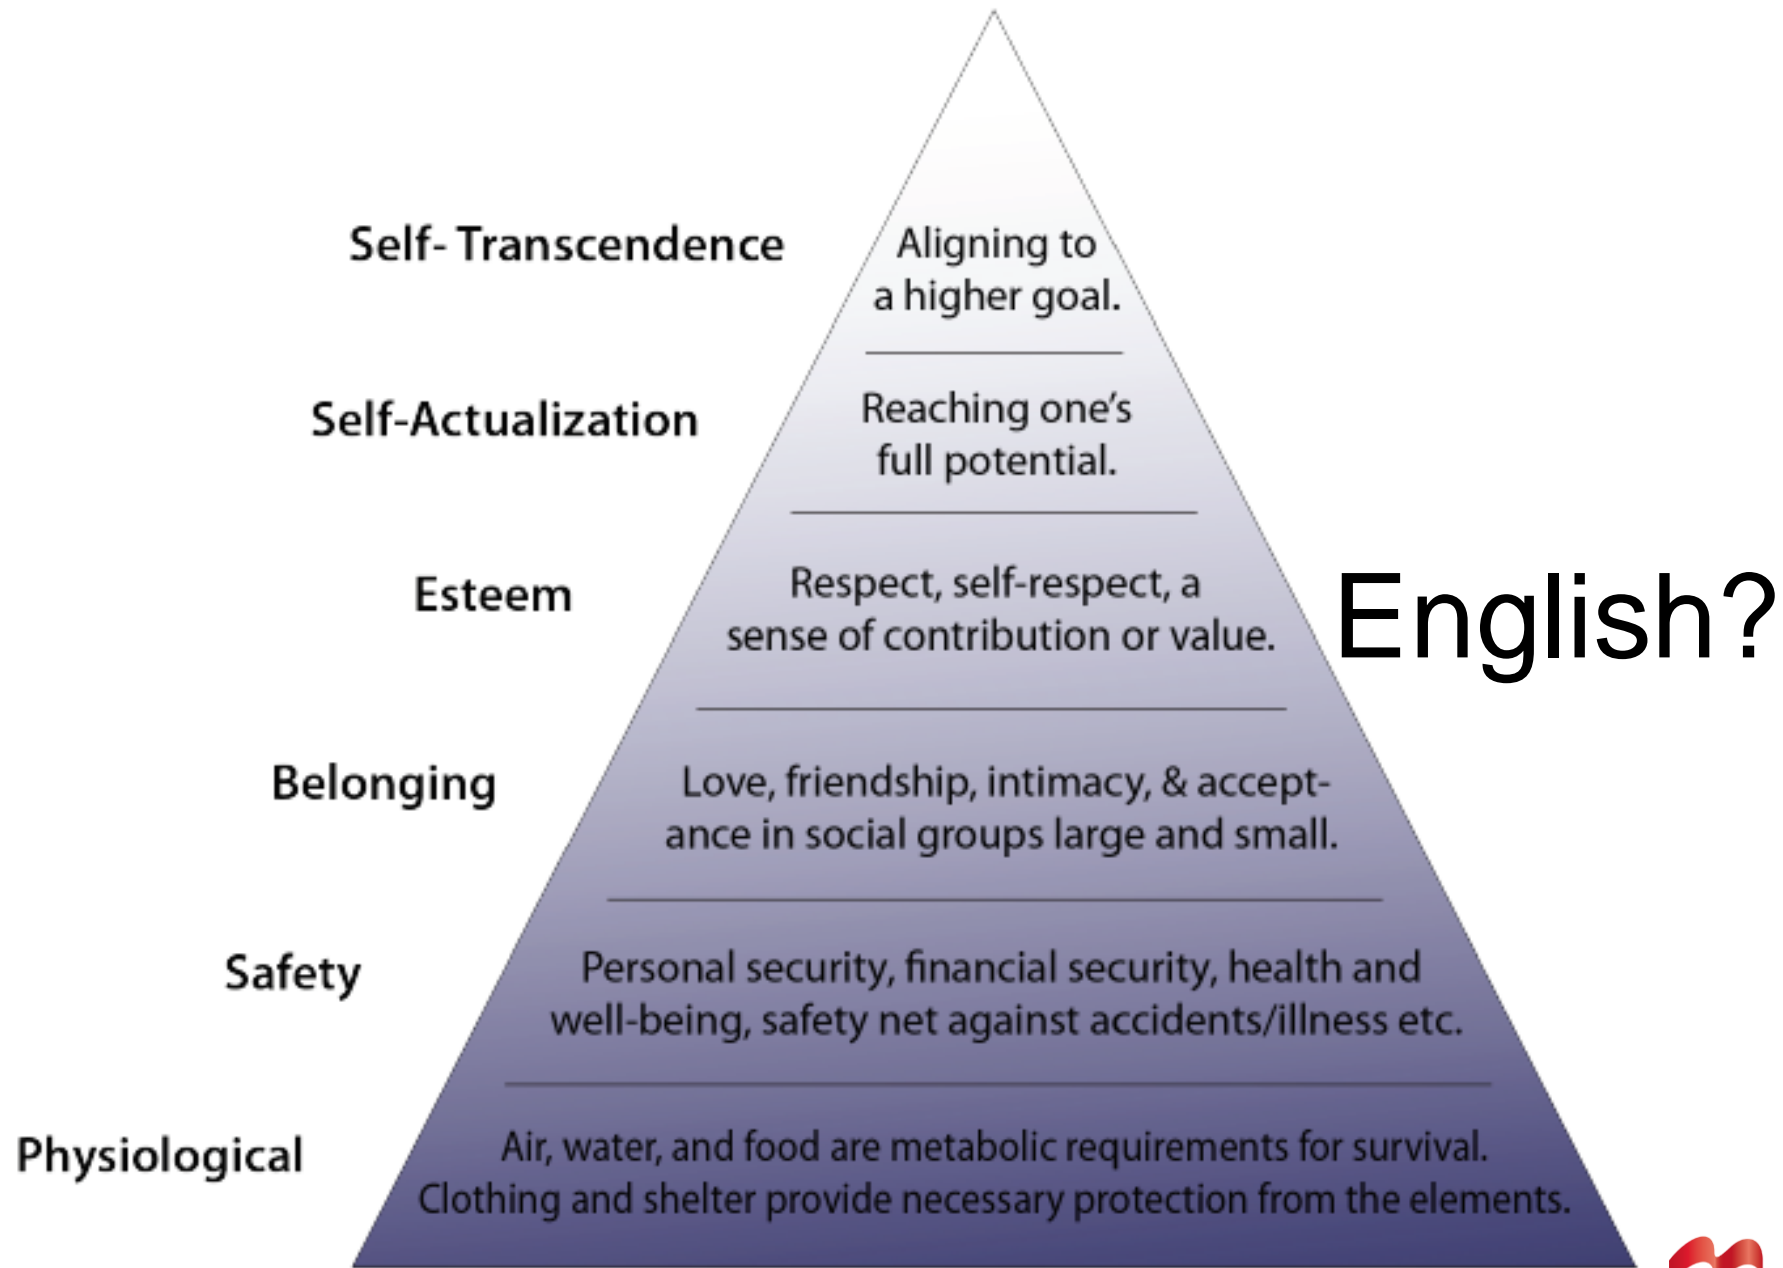 Self- Transcendence
Aligning to
a higher goal.
Self-Actualization
Reaching one's
full potential.
Esteem
Respect, self-respect, a
sense of contribution or value.
English?
Belonging
Love, friendship, intimacy, & accept-
ance in social groups large and small.
Safety
Personal security, financial security, health and
well-being, safety net against accidents/illness etc.
Physiological
Air, water, and food are metabolic requirements for survival.
Clothing and shelter provide necessary protection from the elements.